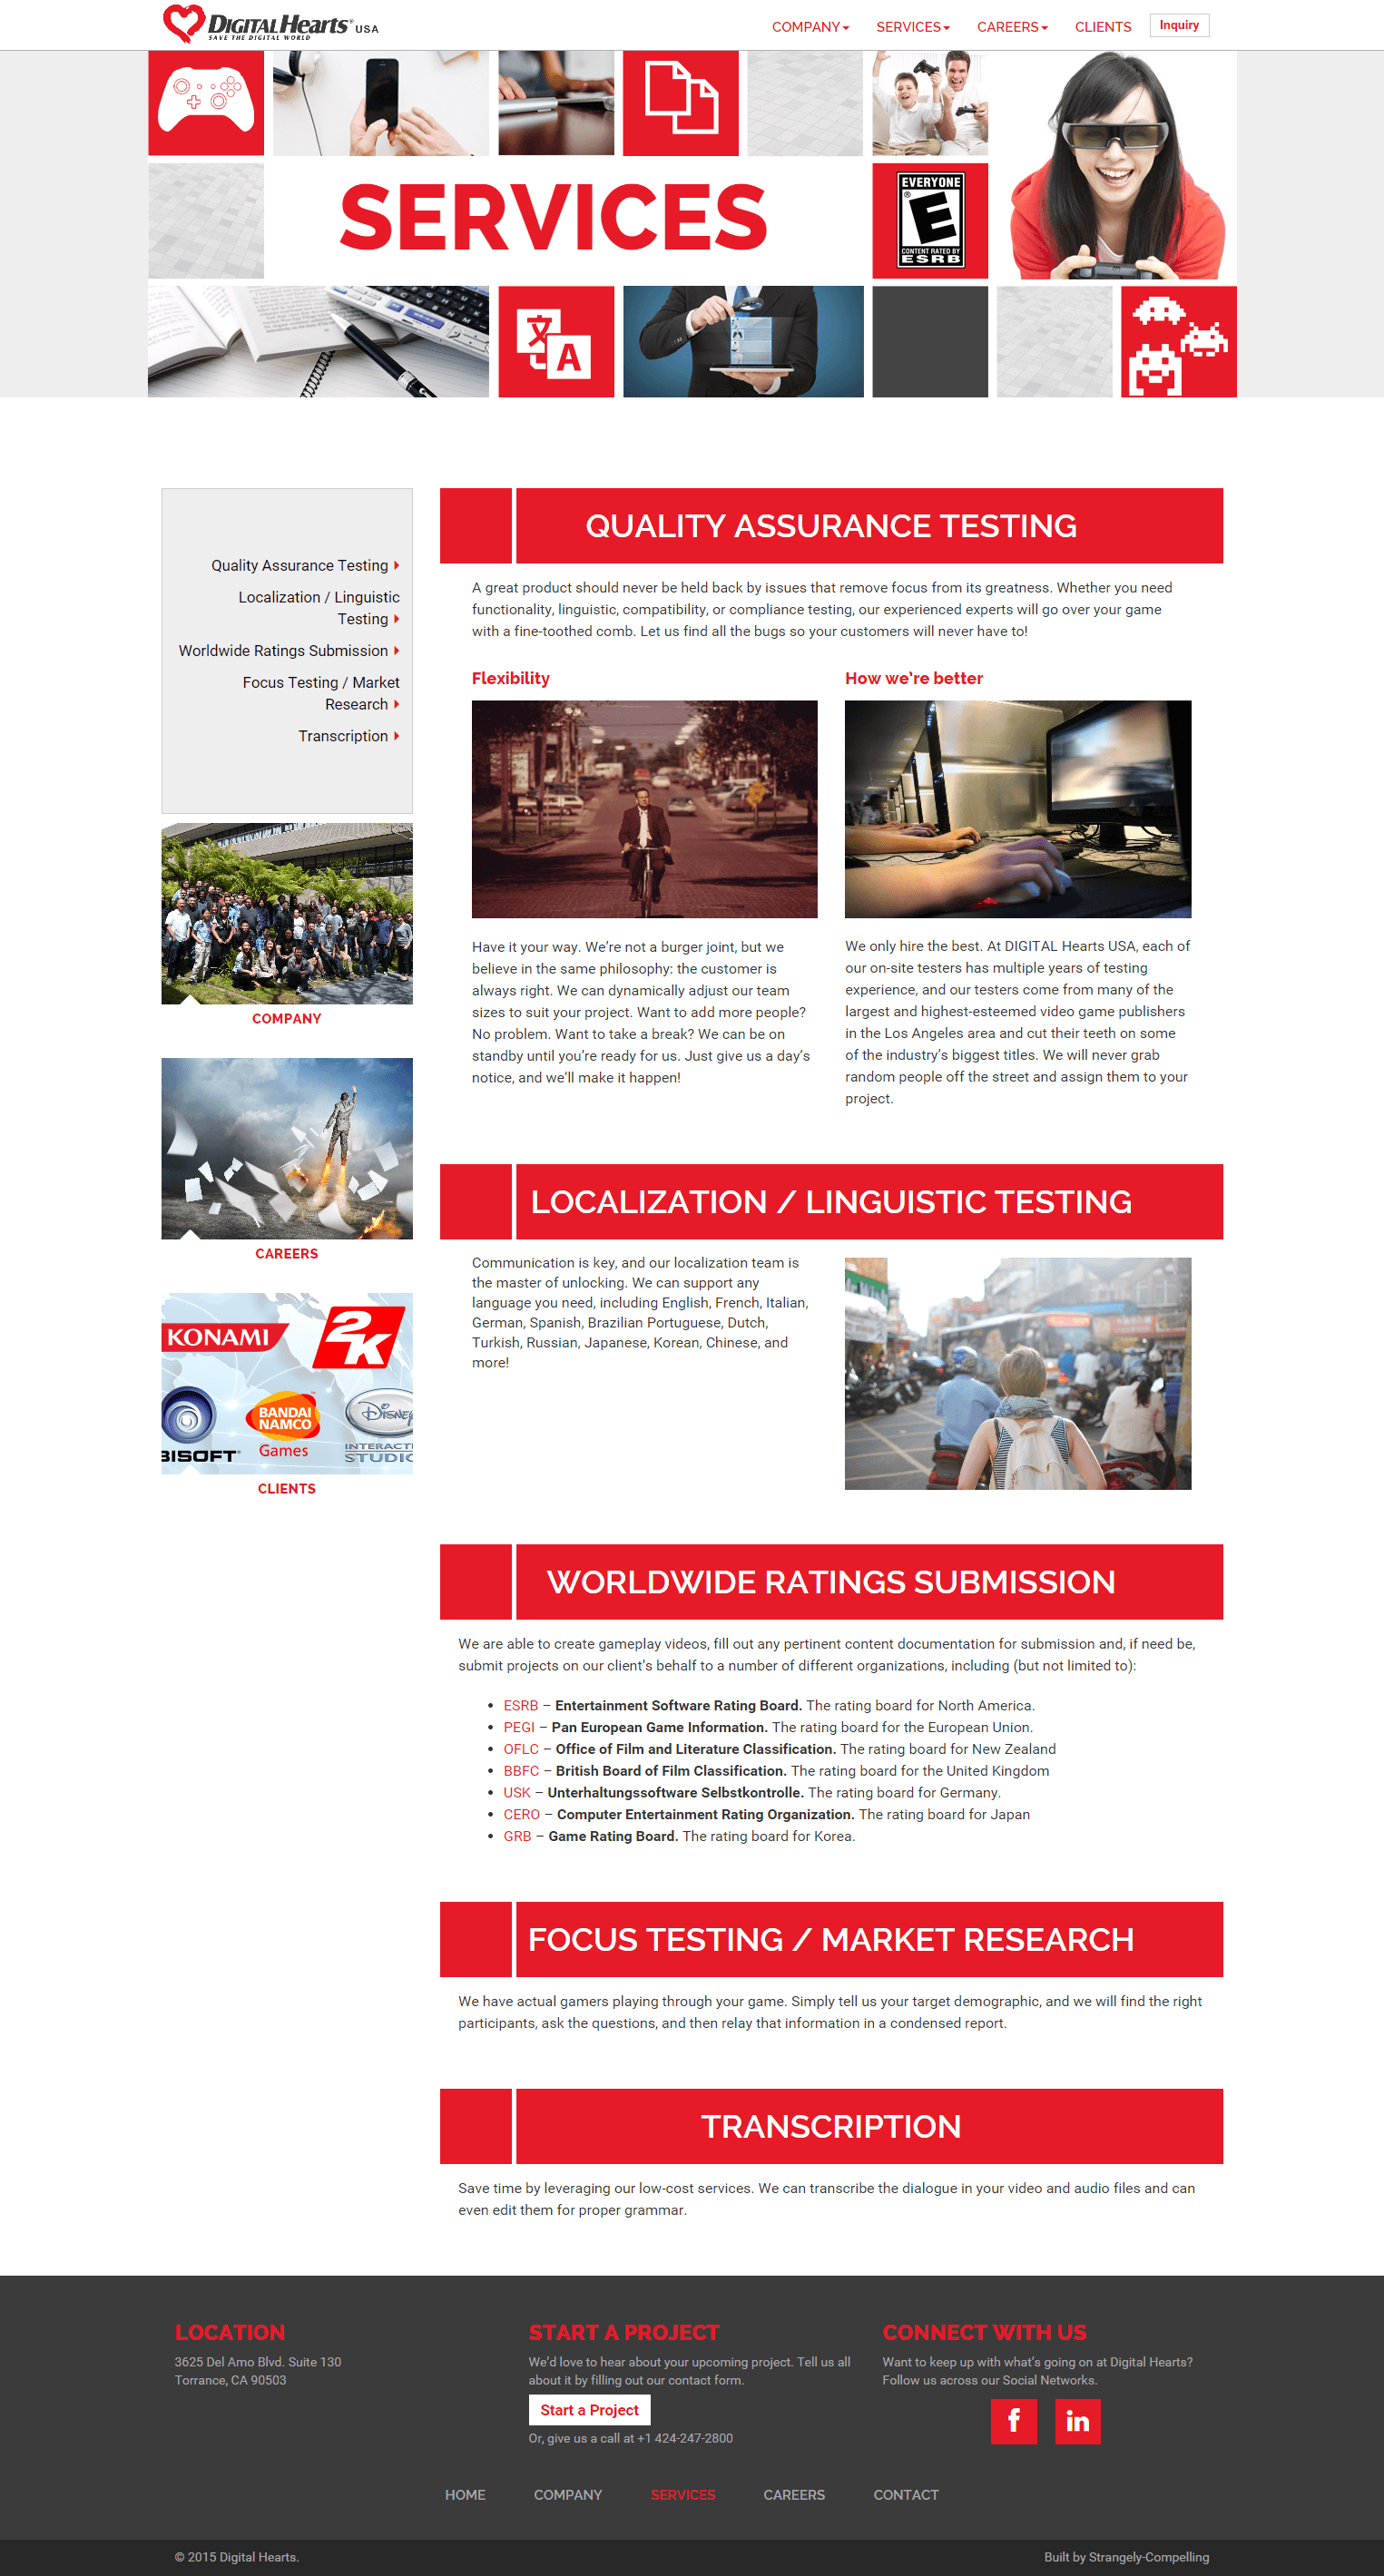 DIGITAL Hearts® USA
SAVE THE DIGITAL WORLD
COMPANY
SERVICES
CAREERS
CLIENTS
Inquiry
SERVICES
EVERYONE
E
CONTENT RATED BY
ESRB
文A
QUALITY ASSURANCE TESTING
Quality Assurance Testing
Localization / Linguistic
Testing
Worldwide Ratings Submission
Focus Testing / Market
Research
Transcription
A great product should never be held back by issues that remove focus from its greatness. Whether you need
functionality, linguistic, compatibility, or compliance testing, our experienced experts will go over your game
with a fine-toothed comb. Let us find all the bugs so your customers will never have to!
Flexibility
Have it your way. We’re not a burger joint, but we
believe in the same philosophy: the customer is
always right. We can dynamically adjust our team
sizes to suit your project. Want to add more people?
No problem. Want to take a break? We can be on
standby until you’re ready for us. Just give us a day’s
notice, and we’ll make it happen!
How we’re better
We only hire the best. At DIGITAL Hearts USA, each of
our on-site testers has multiple years of testing
experience, and our testers come from many of the
largest and highest-esteemed video game publishers
in the Los Angeles area and cut their teeth on some
of the industry’s biggest titles. We will never grab
random people off the street and assign them to your
project.
COMPANY
CAREERS
KONAMI
2K
BISOFT
BANDAI
NAMCO
Games
Disney
INTERACT
STUDIO
CLIENTS
LOCALIZATION / LINGUISTIC TESTING
Communication is key, and our localization team is
the master of unlocking. We can support any
language you need, including English, French, Italian,
German, Spanish, Brazilian Portuguese, Dutch,
Turkish, Russian, Japanese, Korean, Chinese, and
more!
WORLDWIDE RATINGS SUBMISSION
We are able to create gameplay videos, fill out any pertinent content documentation for submission and, if need be,
submit projects on our client’s behalf to a number of different organizations, including (but not limited to):
• ESRB – Entertainment Software Rating Board. The rating board for North America.
• PEGI – Pan European Game Information. The rating board for the European Union.
• OFLC – Office of Film and Literature Classification. The rating board for New Zealand
• BBFC – British Board of Film Classification. The rating board for the United Kingdom
• USK – Unterhaltungssoftware Selbstkontrolle. The rating board for Germany.
• CERO – Computer Entertainment Rating Organization. The rating board for Japan
• GRB – Game Rating Board. The rating board for Korea.
FOCUS TESTING / MARKET RESEARCH
We have actual gamers playing through your game. Simply tell us your target demographic, and we will find the right
participants, ask the questions, and then relay that information in a condensed report.
TRANSCRIPTION
Save time by leveraging our low-cost services. We can transcribe the dialogue in your video and audio files and can
even edit them for proper grammar.
LOCATION
3625 Del Amo Blvd. Suite 130
Torrance, CA 90503
START A PROJECT
We’d love to hear about your upcoming project. Tell us all
about it by filling out our contact form.
Start a Project
Or, give us a call at +1 424-247-2800
CONNECT WITH US
Want to keep up with what’s going on at Digital Hearts?
Follow us across our Social Networks.
f
in
HOME
COMPANY
SERVICES
CAREERS
CONTACT
© 2015 Digital Hearts.
Built by Strangely-Compelling